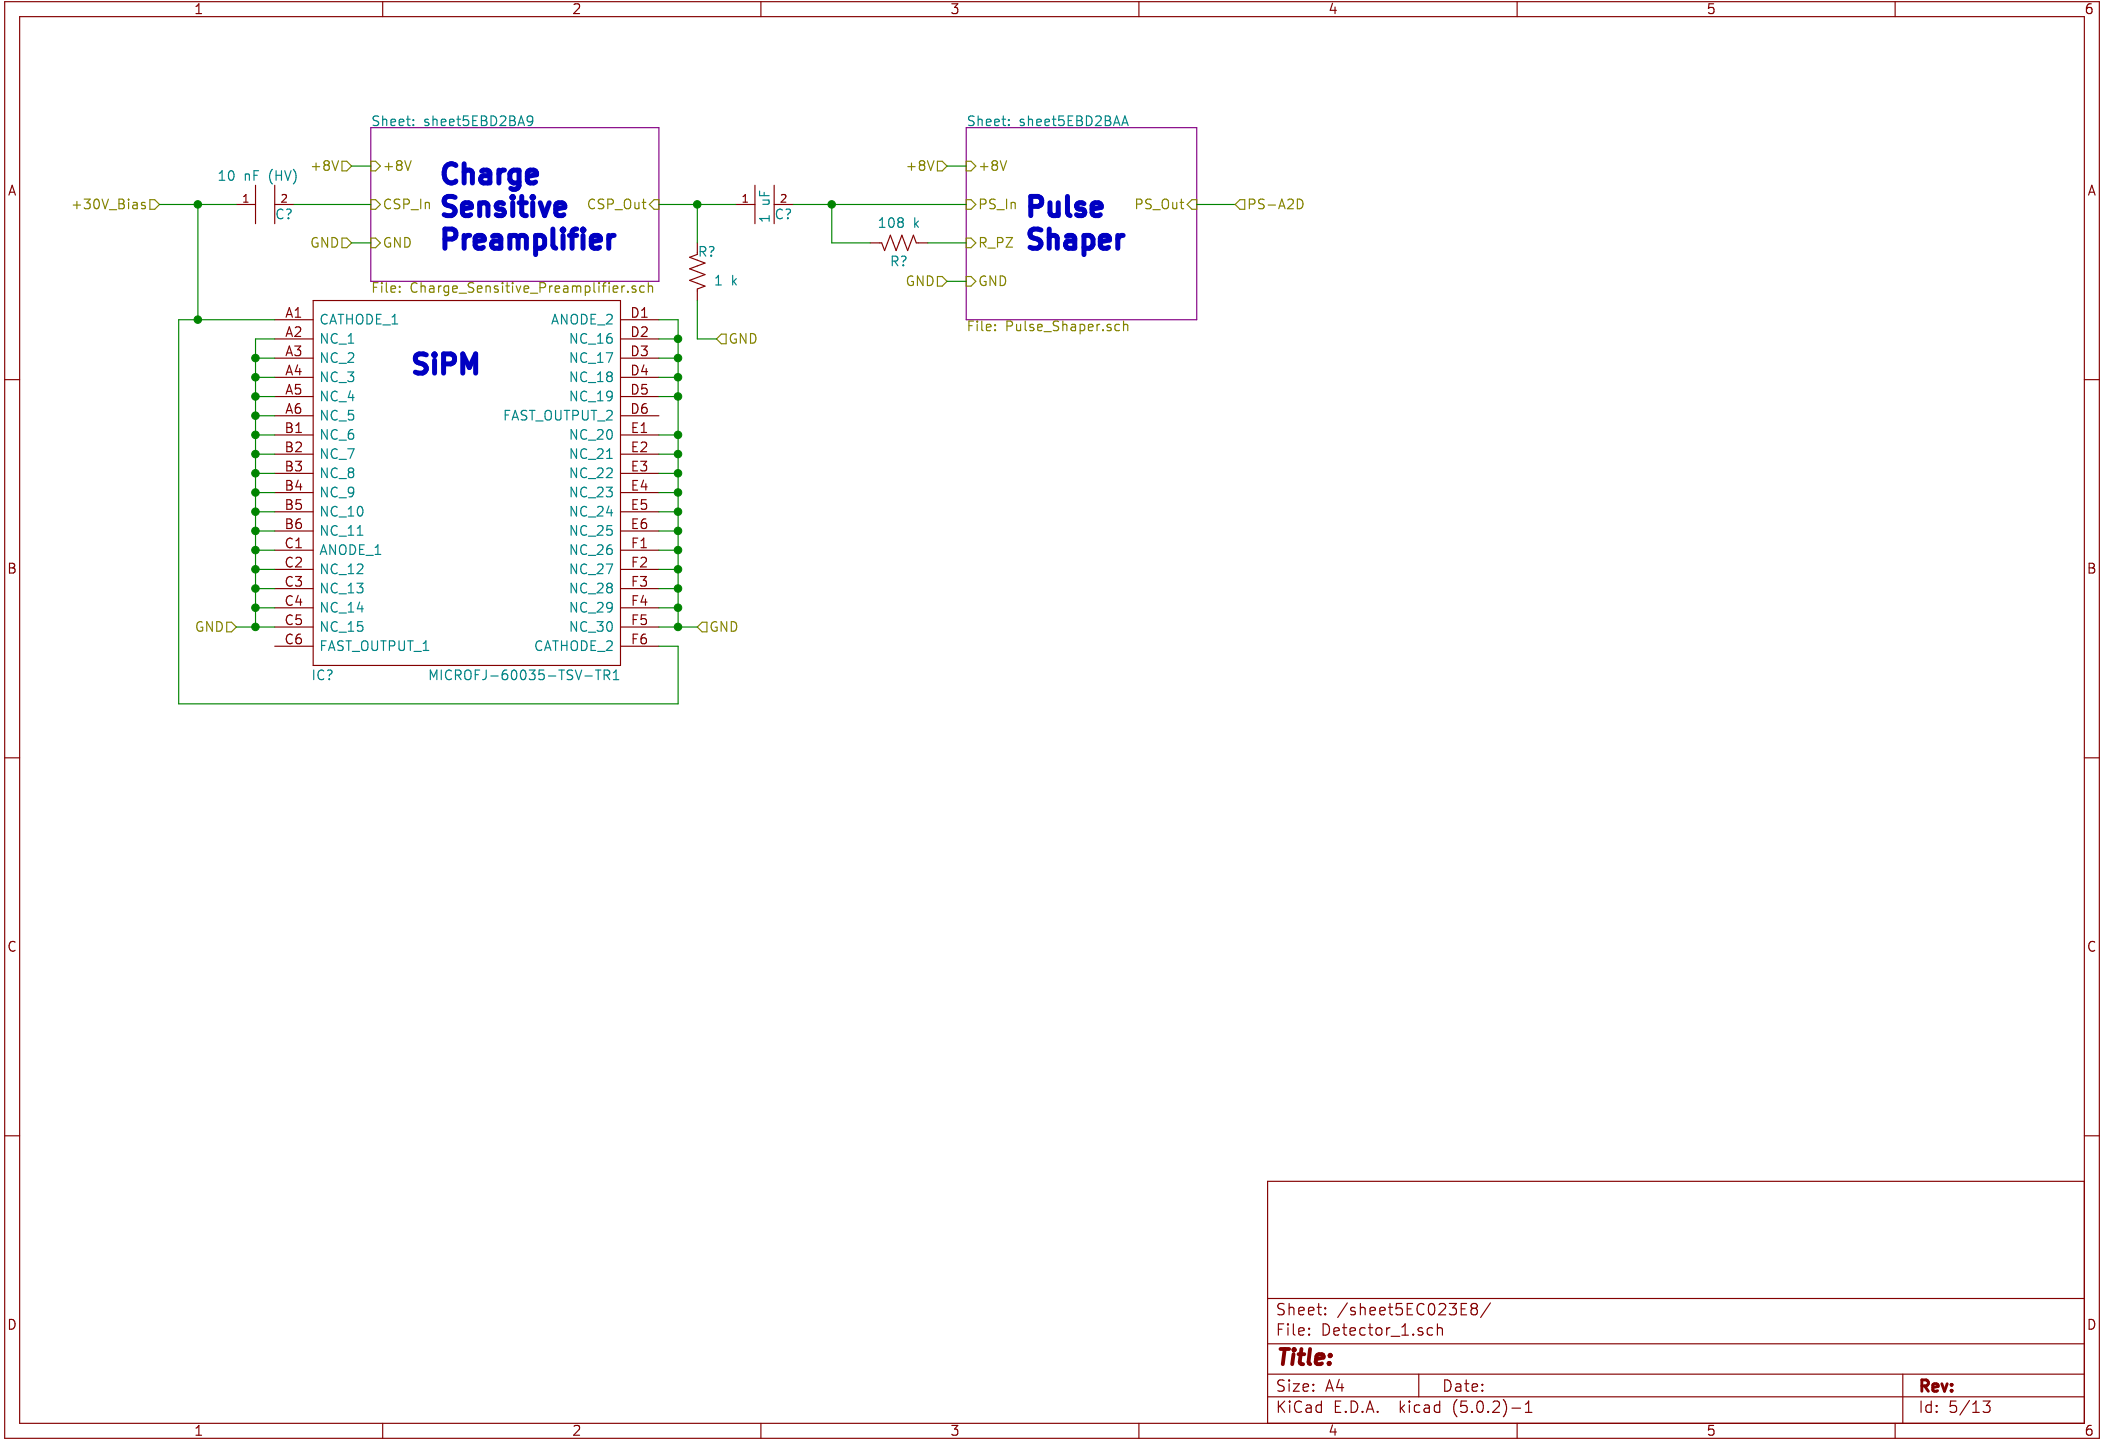 1 2 3 4 5 6
A A
B B
C C
D D
1 2 3 4 5 6
Sheet: sheet5EBD2BA9
+8V
+8V
Charge
Sensitive
Preamplifier
10 nF (HV)
+30V_Bias
1 2
C?
CSP_In
CSP_Out
GND
GND
File: Charge_Sensitive_Preamplifier.sch
1 2
1 uF
C?
R?
1 k
GND
108 k
R?
Sheet: sheet5EBD2BAA
+8V
+8V
PS_In
Pulse
Shaper
PS_Out
PS-A2D
R_PZ
GND
GND
File: Pulse_Shaper.sch
SiPM
A1 CATHODE_1
A2 NC_1
A3 NC_2
A4 NC_3
A5 NC_4
A6 NC_5
B1 NC_6
B2 NC_7
B3 NC_8
B4 NC_9
B5 NC_10
B6 NC_11
C1 ANODE_1
C2 NC_12
C3 NC_13
C4 NC_14
GND
C5 NC_15
C6 FAST_OUTPUT_1
ANODE_2 D1
NC_16 D2
NC_17 D3
NC_18 D4
NC_19 D5
FAST_OUTPUT_2 D6
NC_20 E1
NC_21 E2
NC_22 E3
NC_23 E4
NC_24 E5
NC_25 E6
NC_26 F1
NC_27 F2
NC_28 F3
NC_29 F4
NC_30 F5
GND
CATHODE_2 F6
IC?
MICROFJ-60035-TSV-TR1
Sheet: /sheet5EC023E8/
File: Detector_1.sch
Title:
Size: A4 Date: Rev:
KiCad E.D.A. kicad (5.0.2)-1 Id: 5/13